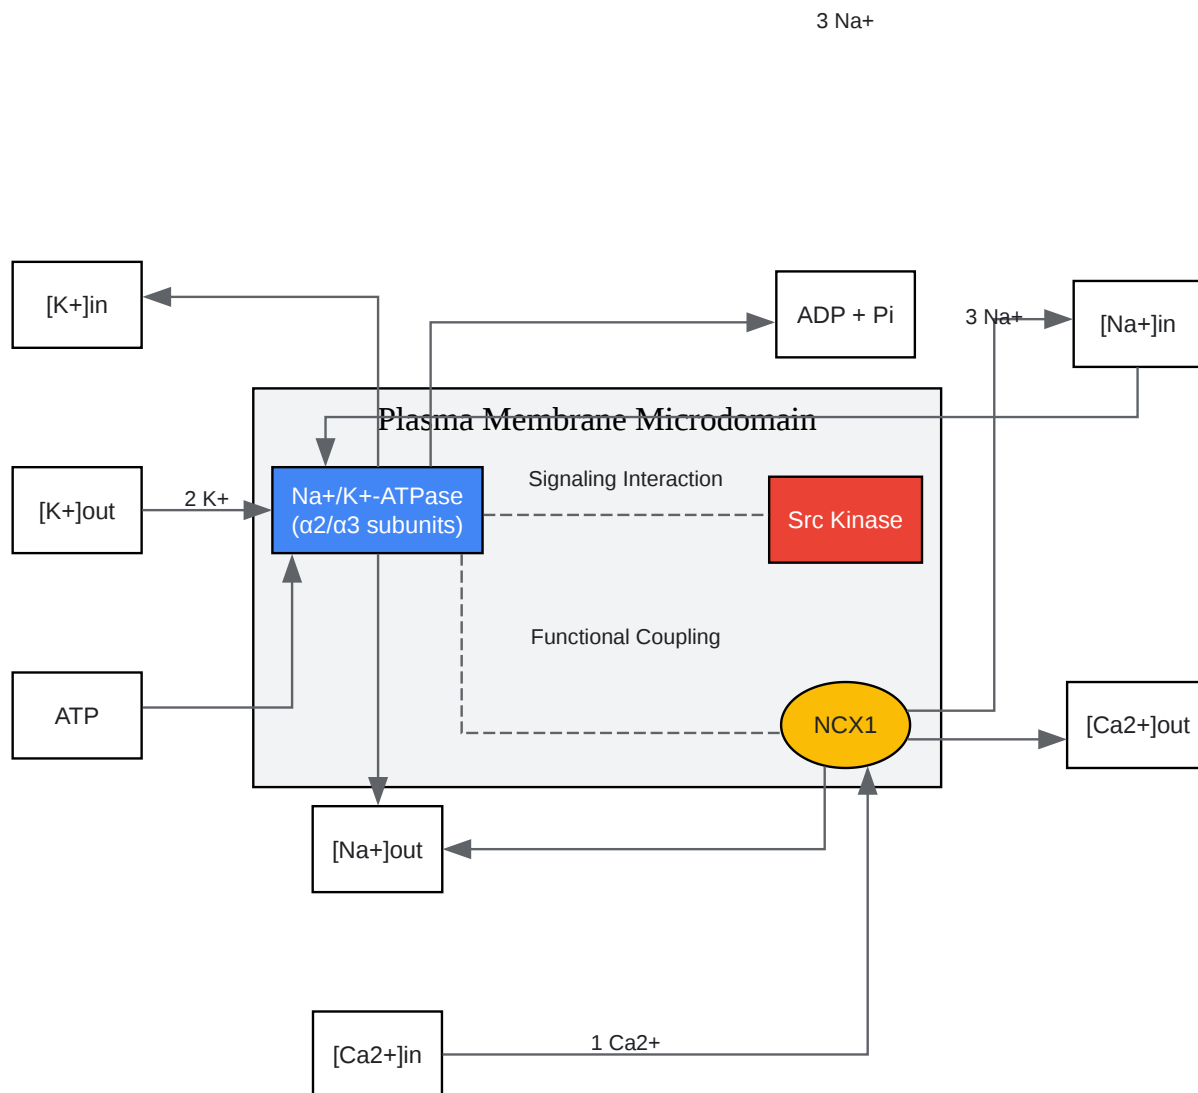 3 Na+
[K+]in
ADP + Pi
3 Na+
[Na+]in
Plasma Membrane Microdomain
Signaling Interaction
Na+/K+-ATPase
(α2/α3 subunits)
2 K+
[K+]out
Src Kinase
Functional Coupling
ATP
NCX1
[Ca2+]out
[Na+]out
1 Ca2+
[Ca2+]in